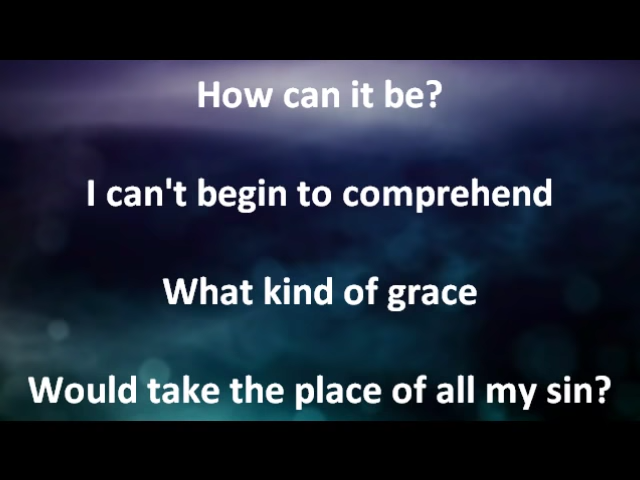 How can it be?
I can't begin to comprehend
What kind of grace
Would take the place of all my sin?